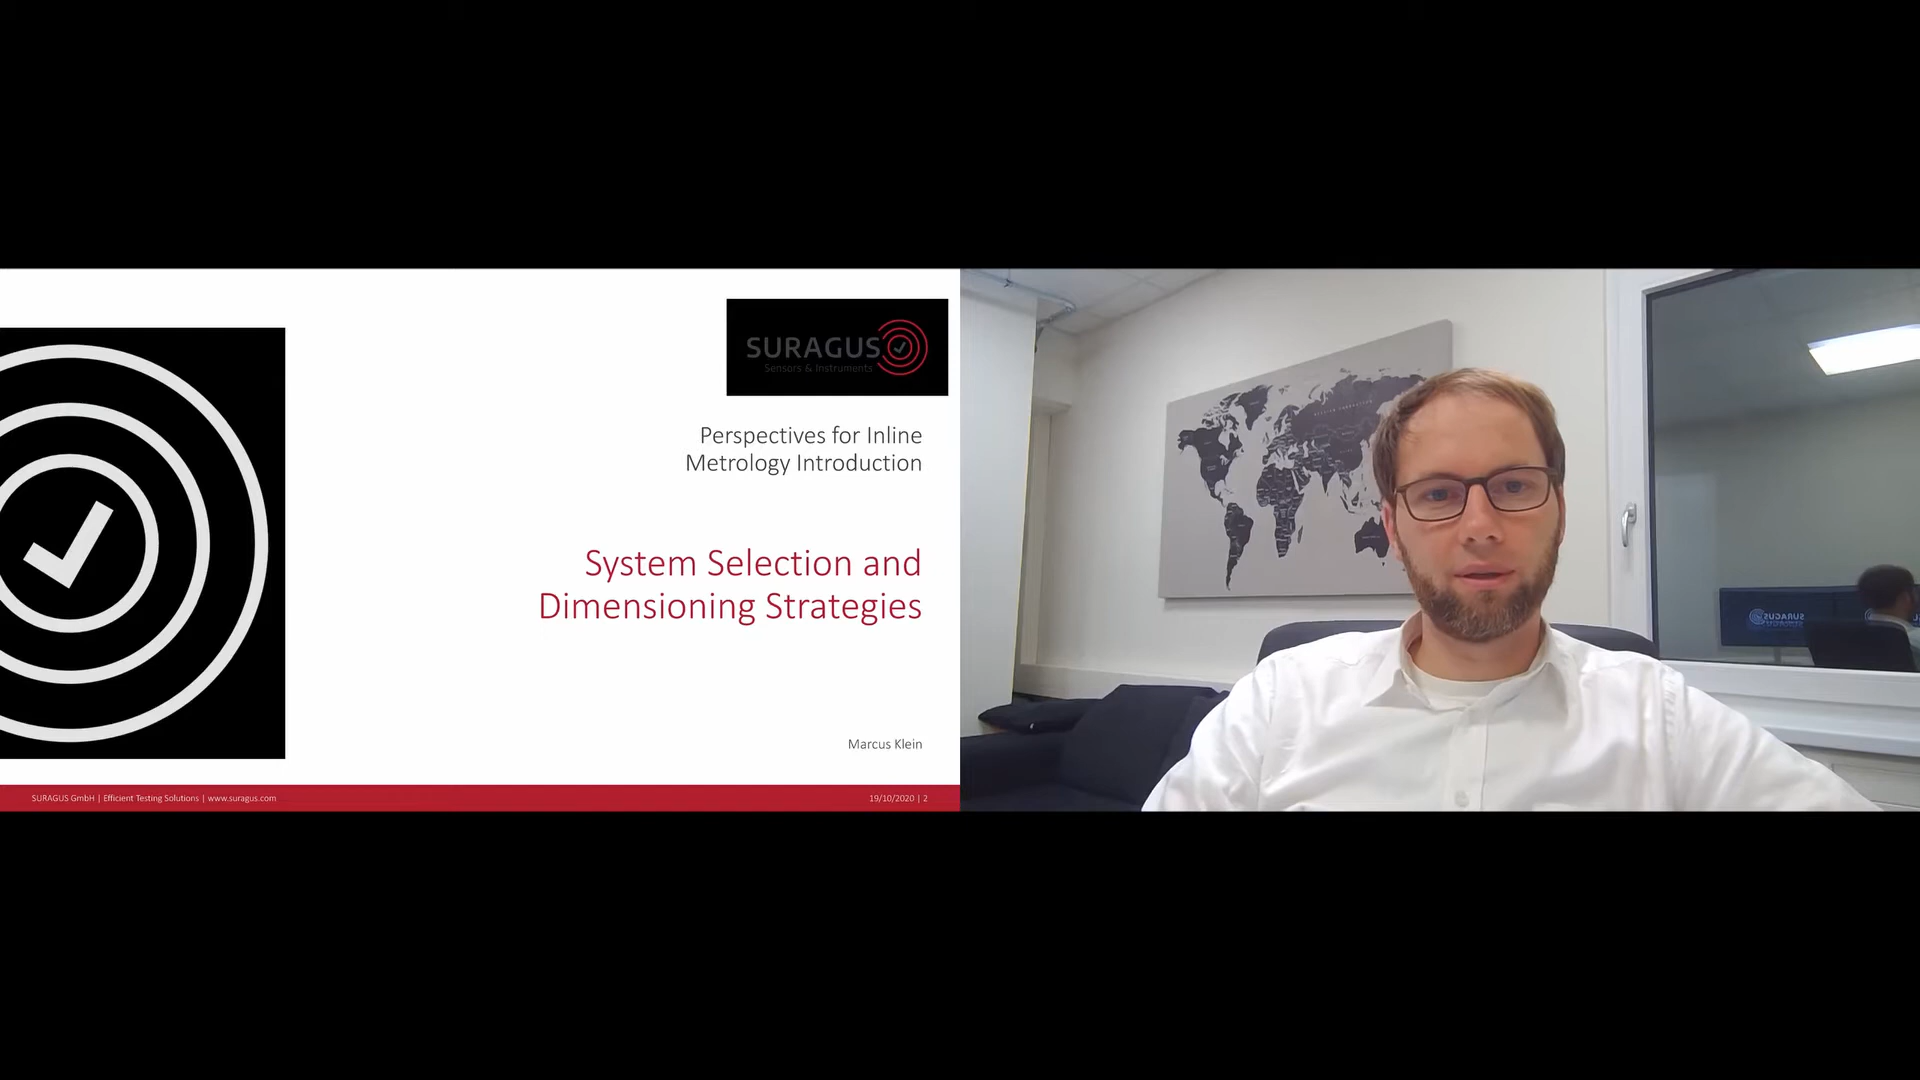 SURAGUS
Sensors & Instruments
Perspectives for Inline
Metrology Introduction
System Selection and
Dimensioning Strategies
Marcus Klein
SURAGUS GmbH | Efficient Testing Solutions | www.suragus.com
19/10/2020 | 2
SURAGUS